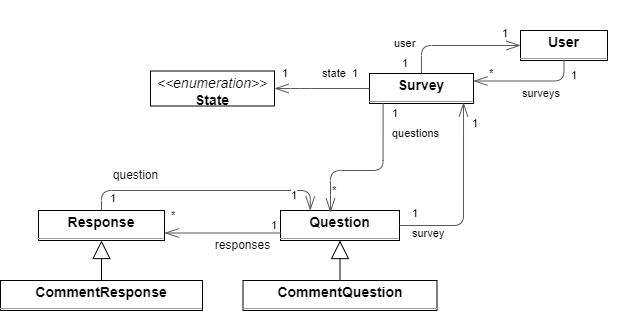 user
1
User
1
<<enumeration>>
State
1
state 1
Survey
*
1
surveys
1
questions
1
question
1
1
*
*
Response
Question
1
responses
1
survey
CommentResponse
CommentQuestion